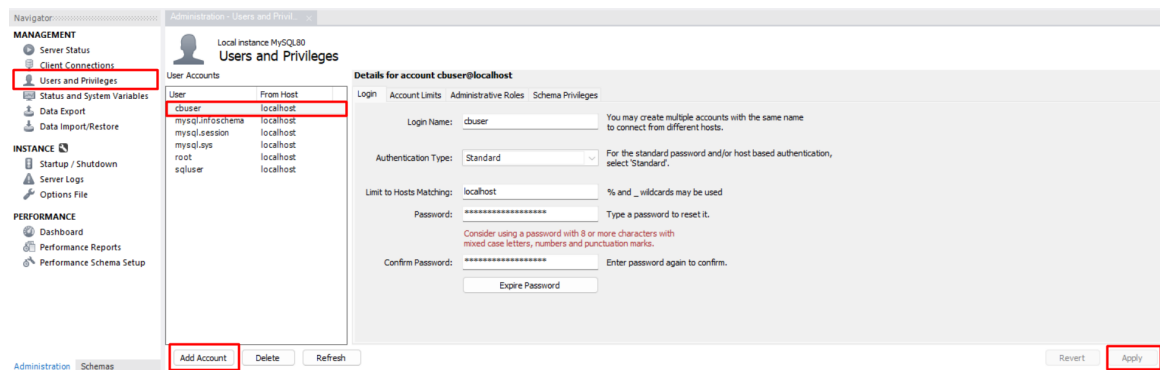 Navigator
MANAGEMENT
Server Status
Client Connections
Users and Privileges
Status and System Variables
Data Export
Data Import/Restore
INSTANCE
Startup / Shutdown
Server Logs
Options File
PERFORMANCE
Dashboard
Performance Reports
Performance Schema Setup
Administration Schemas
Administration - Users and Privil...
Local instance MySQL80
Users and Privileges
User Accounts
User From Host
cbuser localhost
mysql.infoschema localhost
mysql.session localhost
mysql.sys localhost
root localhost
sqluser localhost
Add Account Delete Refresh
Details for account cbuser@localhost
Login Account Limits Administrative Roles Schema Privileges
Login Name: cbuser You may create multiple accounts with the same name
to connect from different hosts.
Authentication Type: Standard For the standard password and/or host based authentication,
select 'Standard'.
Limit to Hosts Matching: localhost % and _ wildcards may be used
Password: ****************** Type a password to reset it.
Consider using a password with 8 or more characters with
mixed case letters, numbers and punctuation marks.
Confirm Password: ****************** Enter password again to confirm.
Expire Password
Revert Apply